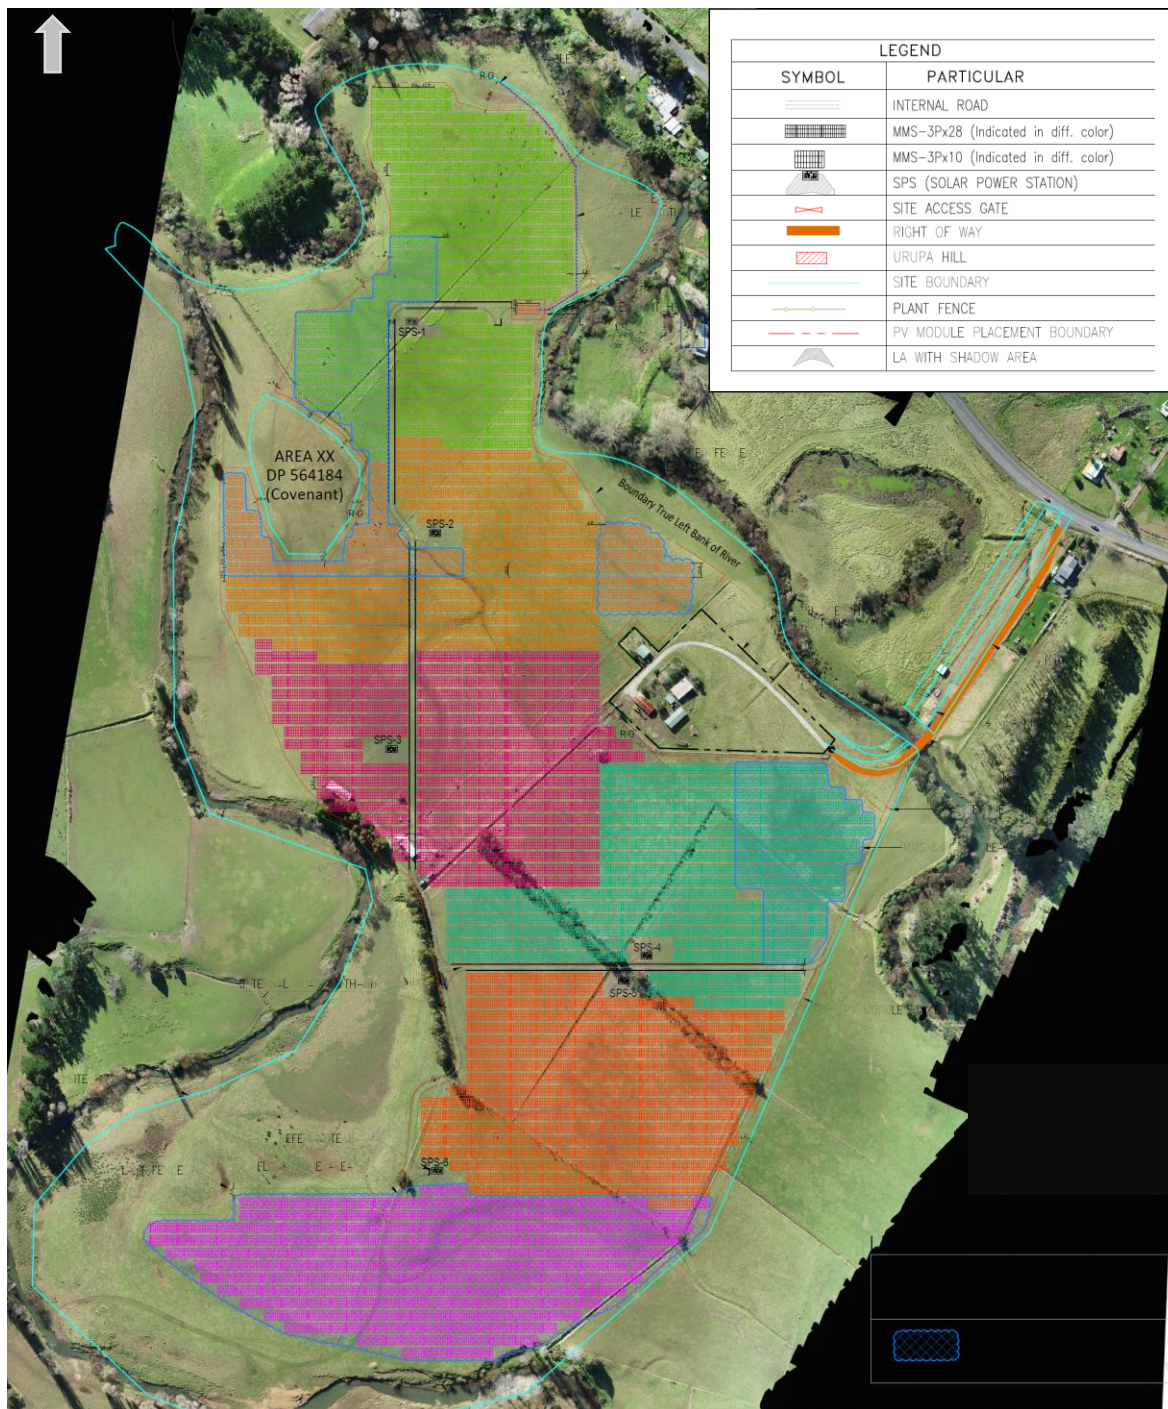 LEGEND
SYMBOL PARTICULAR
INTERNAL ROAD
MMS-3Px28 (Indicated in diff. color)
MMS-3Px10 (Indicated in diff. color)
SPS (SOLAR POWER STATION)
SITE ACCESS GATE
RIGHT OF WAY
URUPA HILL
SITE BOUNDARY
PLANT FENCE
PV MODULE PLACEMENT BOUNDARY
LA WITH SHADOW AREA
RG
SPS-1
AREA XX
DP 564184
(Covenant)
RG
SPS-2
Boundary True Left Bank of River
SPS-3
RG
SPS-4
SPS-5
SPS-6